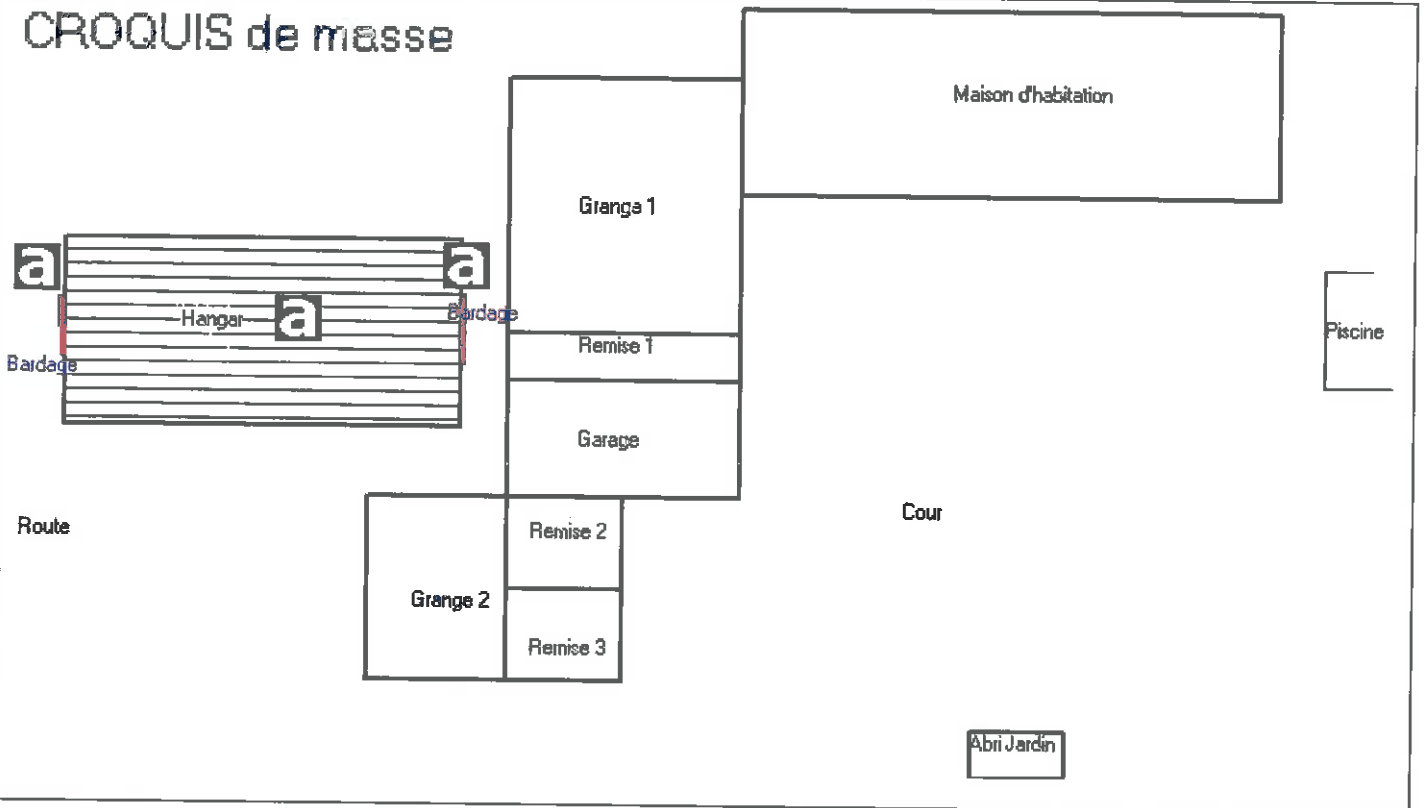 CROQUIS de masse
Maison d'habitation
Grange 1
a
a
Hangar
a
Bardage
Bardage
Remise 1
Piscine
Garage
Route
Cour
Remise 2
Grange 2
Remise 3
Abri Jardin